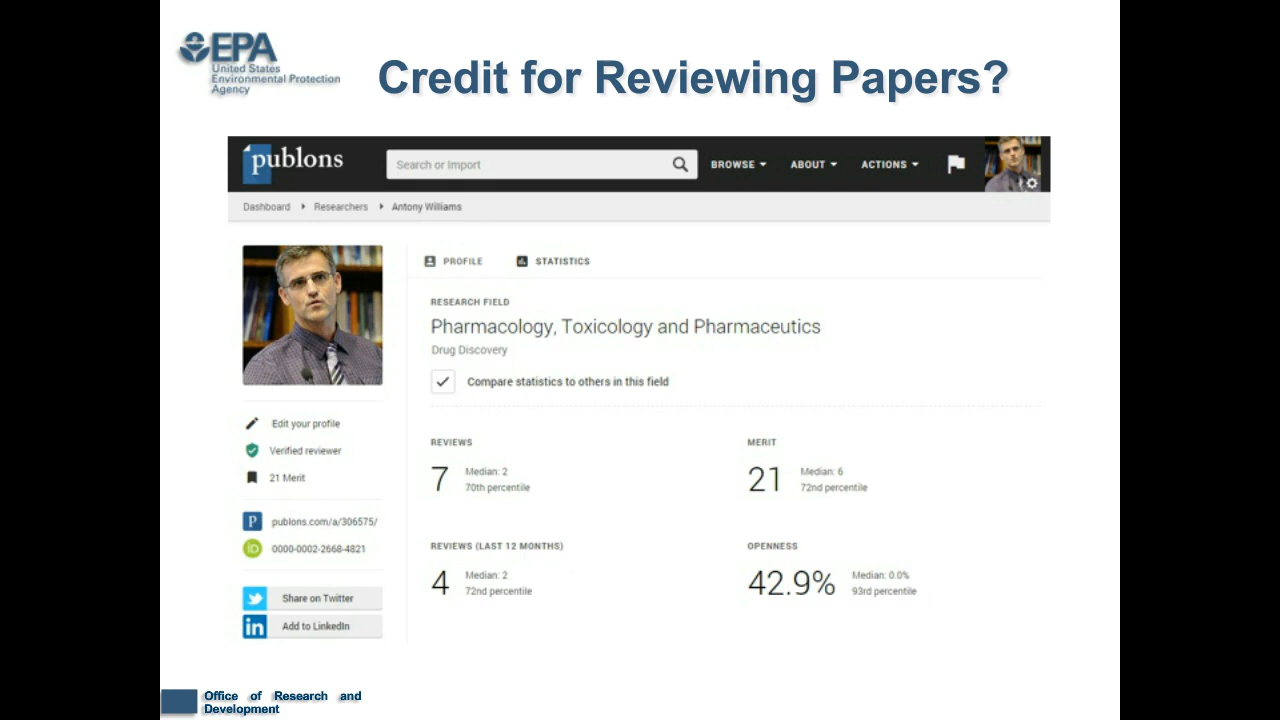 EPA
United States
Environmental Protection
Agency
Credit for Reviewing Papers?
publons
Search or Import
BROWSE
ABOUT
ACTIONS
Dashboard
Researchers
Antony Williams
PROFILE
STATISTICS
RESEARCH FIELD
Pharmacology, Toxicology and Pharmaceutics
Drug Discovery
Compare statistics to others in this field
Edit your profile
Verified reviewer
21 Merit
P
publons.com/a/306575/
iD
0000-0002-2668-4821
Share on Twitter
in
Add to LinkedIn
REVIEWS
7
Median: 2
70th percentile
MERIT
21
Median: 6
72nd percentile
REVIEWS (LAST 12 MONTHS)
4
Median: 2
72nd percentile
OPENNESS
42.9%
Median: 0.0%
93rd percentile
Office of Research and
Development